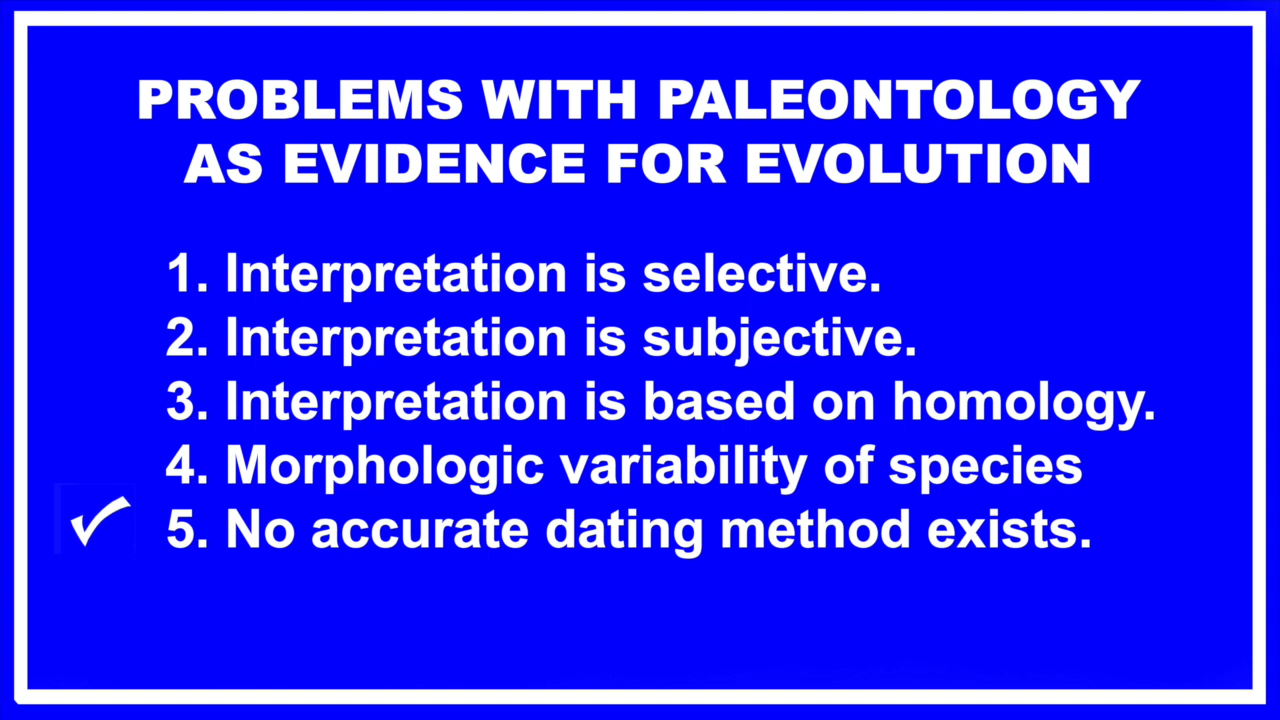 PROBLEMS WITH PALEONTOLOGY
AS EVIDENCE FOR EVOLUTION
1. Interpretation is selective.
2. Interpretation is subjective.
3. Interpretation is based on homology.
4. Morphologic variability of species
5. No accurate dating method exists.